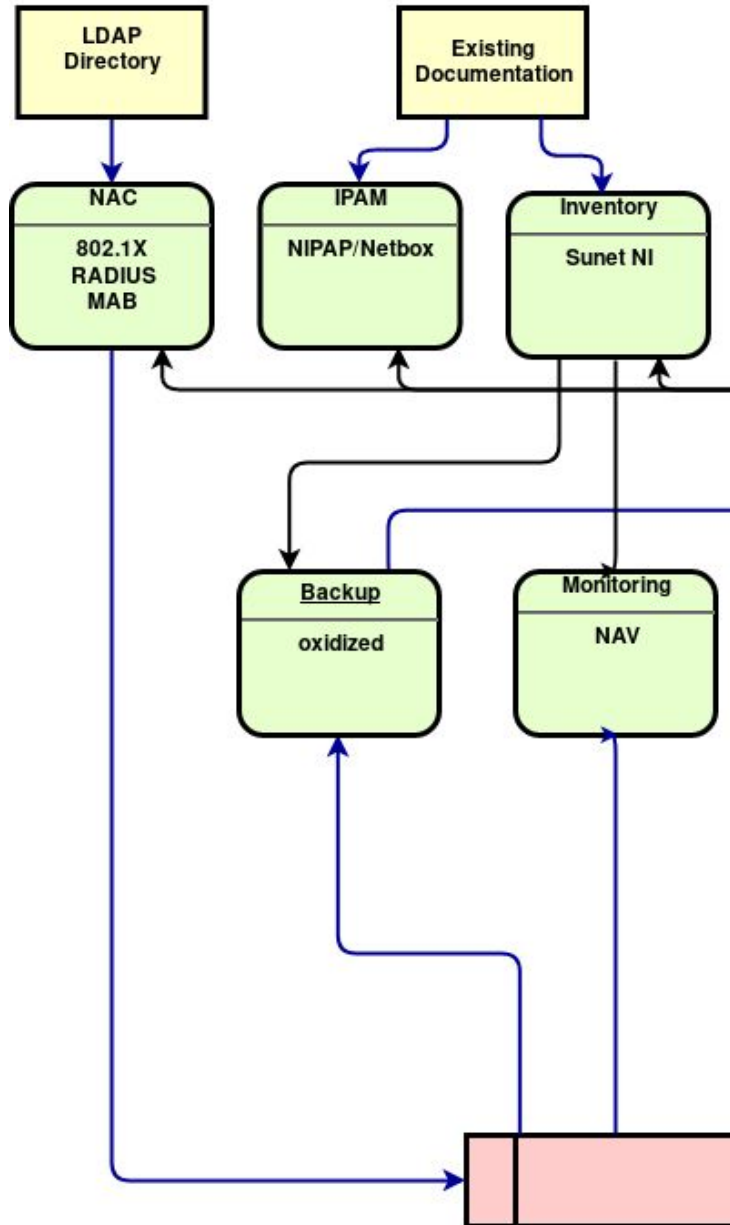 LDAP
Directory
Existing
Documentation
NAC
802.1X
RADIUS
MAB
IPAM
NIPAP/Netbox
Inventory
Sunet NI
Backup
oxidized
Monitoring
NAV